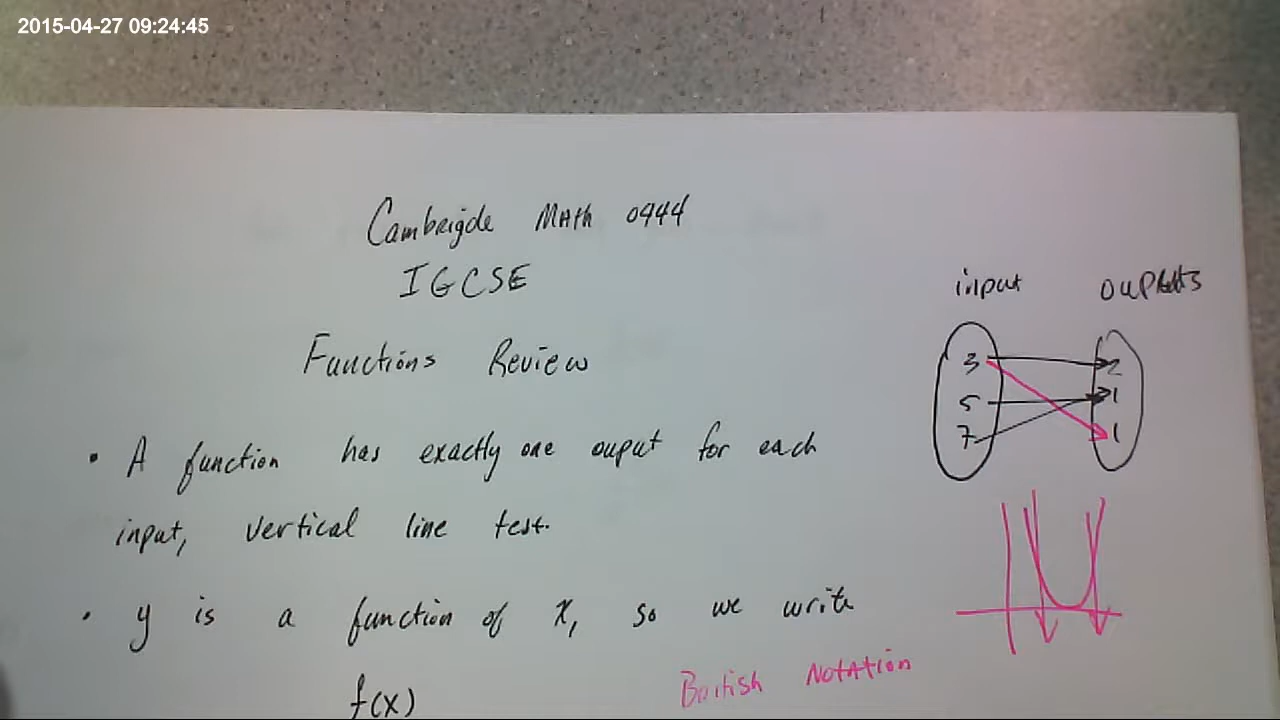 2015-04-27 09:24:45
Cambrigde Math 0444
IGCSE
Functions Review
• A function has exactly one ouput for each
input, vertical line test.
• y is a function of x, so we write
f(x)
input ouputs
3 2
5 1
7 1
British Notation